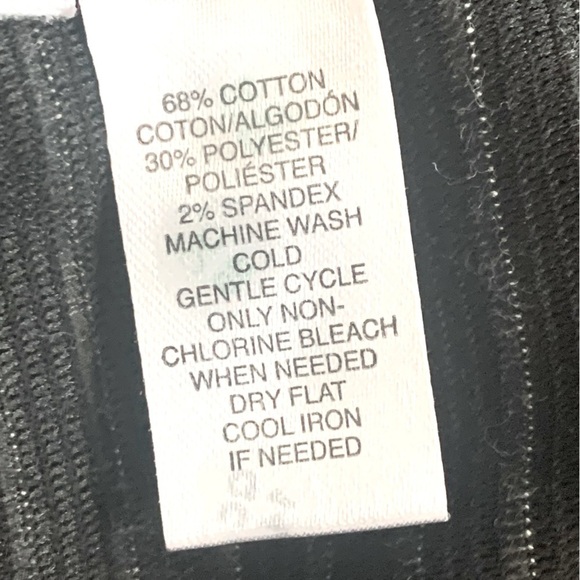 68% COTTON
COTON/ALGODÓN
30% POLYESTER/
POLIÉSTER
2% SPANDEX
MACHINE WASH
COLD
GENTLE CYCLE
ONLY NON-
CHLORINE BLEACH
WHEN NEEDED
DRY FLAT
COOL IRON
IF NEEDED